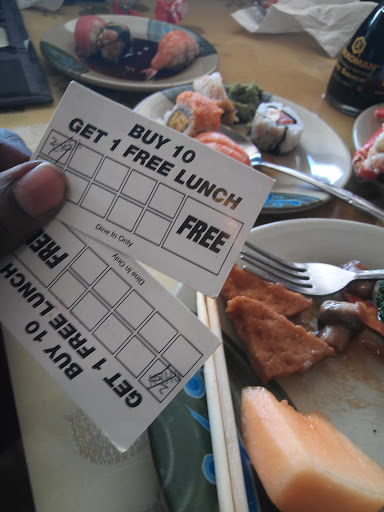 BUY 10
GET 1 FREE LUNCH
FREE
Dine In Only
BUY 10
GET 1 FREE LUNCH
FREE
Dine In Only
KIKKOMAN